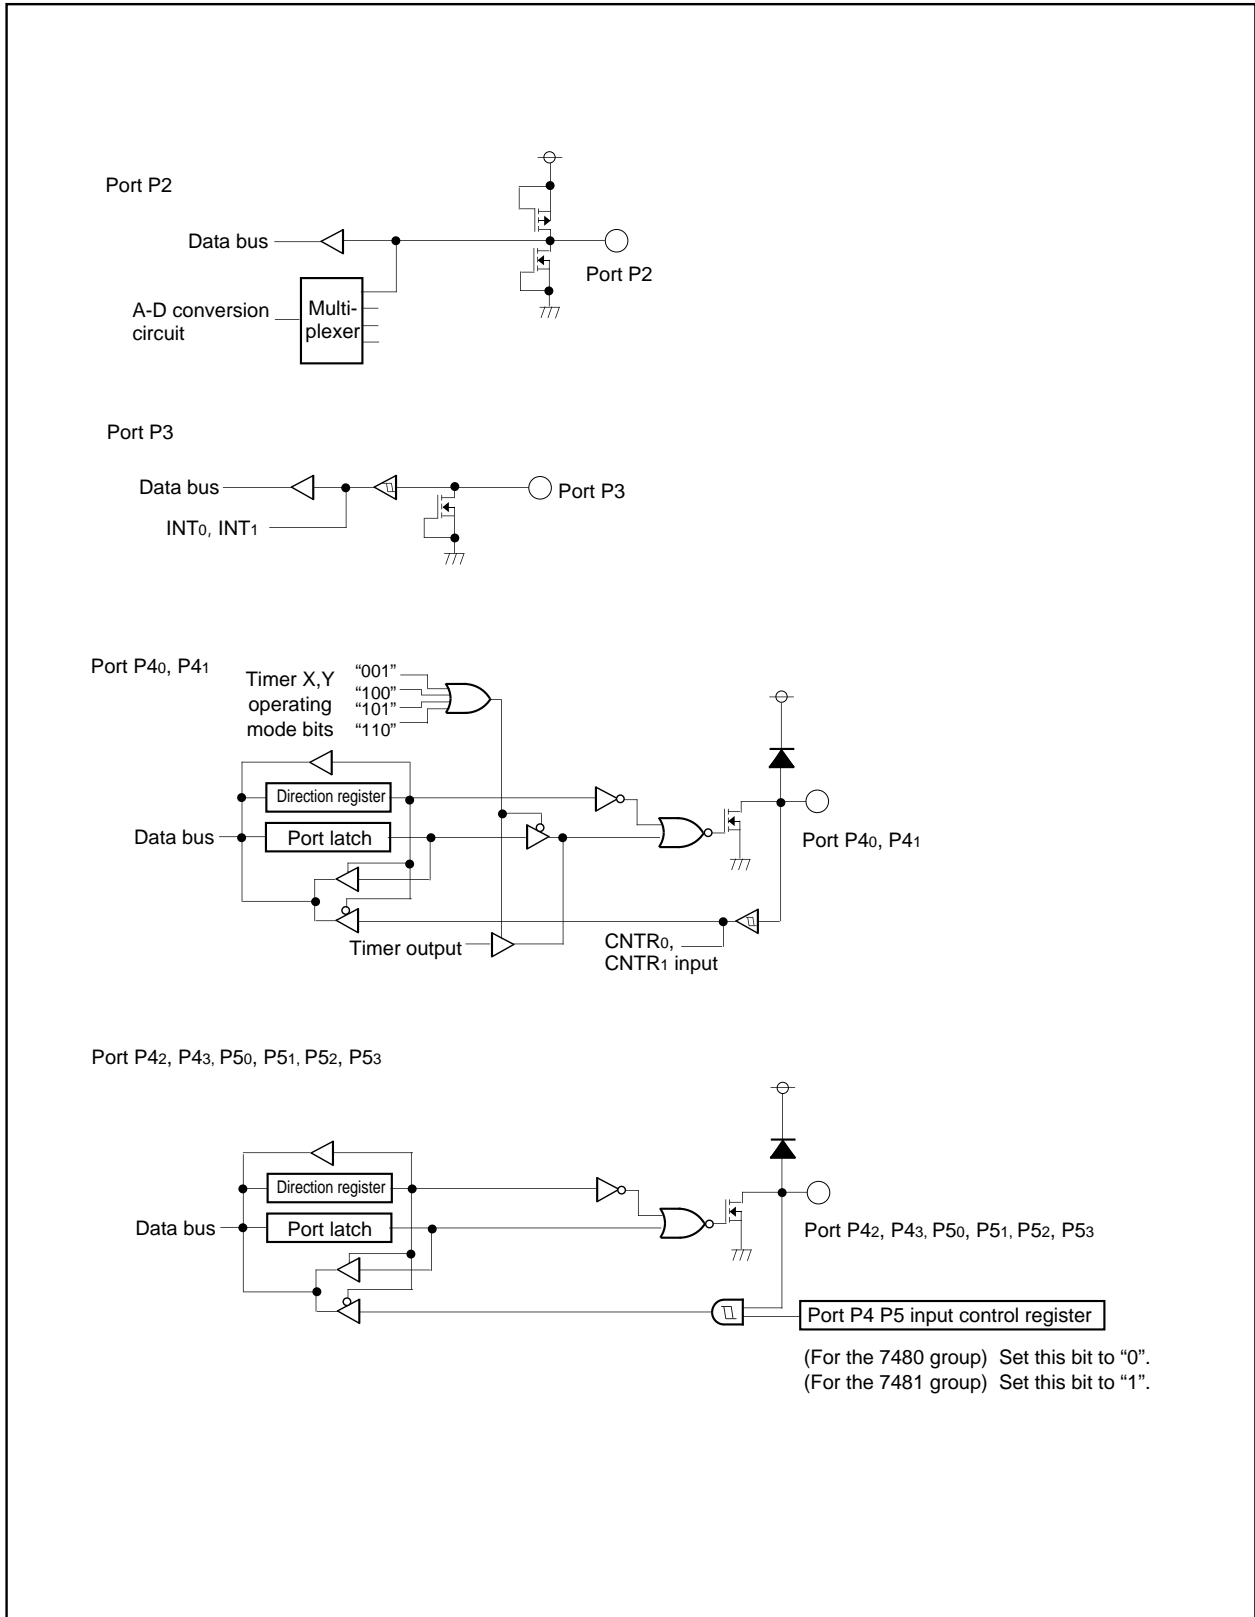 Port P2
Data bus
Port P2
A-D conversion
circuit
Multi-
plexer
Port P3
Data bus
Port P3
INT0, INT1
Port P40, P41
Timer X,Y
operating
mode bits
“001”
“100”
“101”
“110”
Direction register
Data bus
Port latch
Port P40, P41
Timer output
CNTR0,
CNTR1 input
Port P42, P43, P50, P51, P52, P53
Direction register
Data bus
Port latch
Port P42, P43, P50, P51, P52, P53
Port P4 P5 input control register
(For the 7480 group) Set this bit to “0”.
(For the 7481 group) Set this bit to “1”.